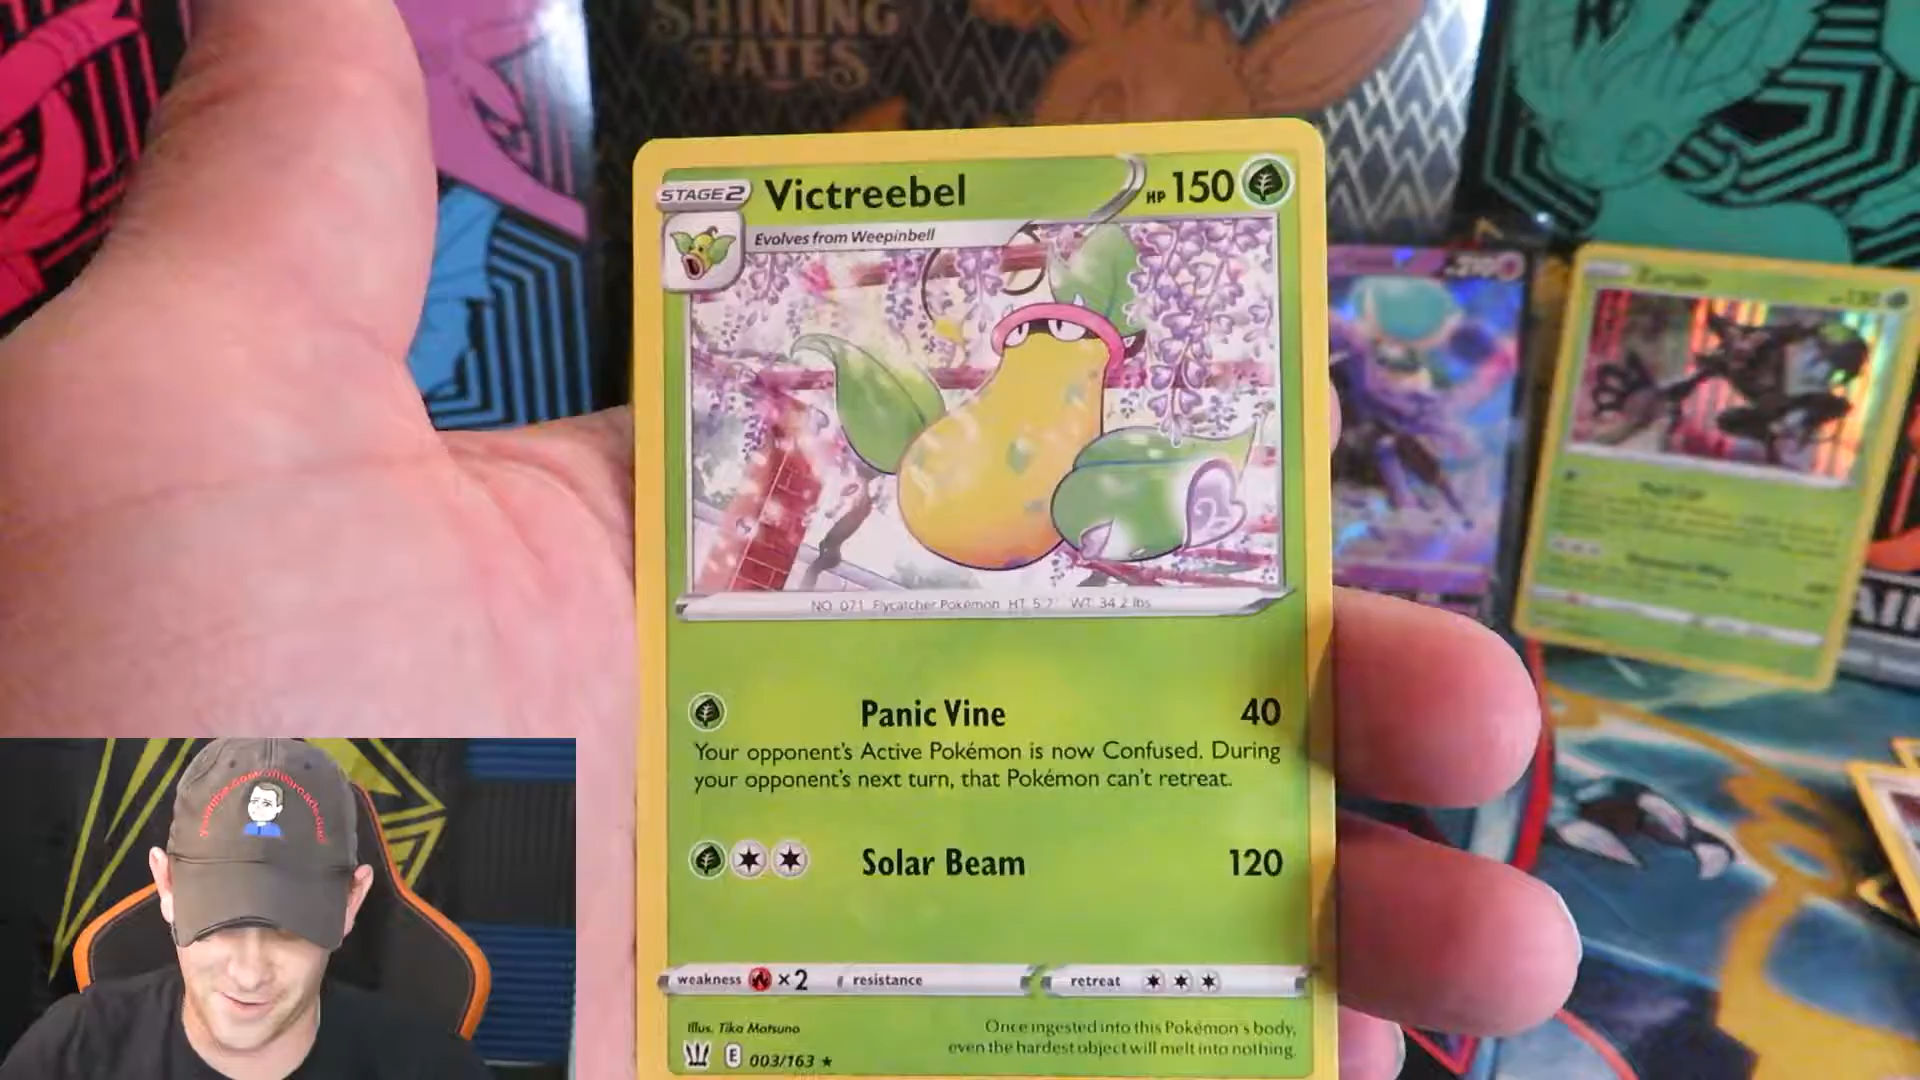 SHINING
FATES
STAGE 2
Victreebel
HP 150
Evolves from Weepinbell
NO. 071 Flycatcher Pokémon HT: 5'7" WT: 34.2 lbs
Panic Vine 40
Your opponent's Active Pokémon is now Confused. During
your opponent's next turn, that Pokémon can't retreat.
Solar Beam 120
weakness ×2 resistance
retreat
Illus. Tika Matsuno
Once ingested into this Pokémon's body,
even the hardest object will melt into nothing.
E 003/163 ★